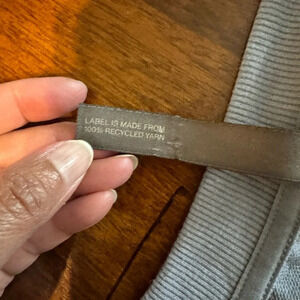 LABEL IS MADE FROM
100% RECYCLED YARN